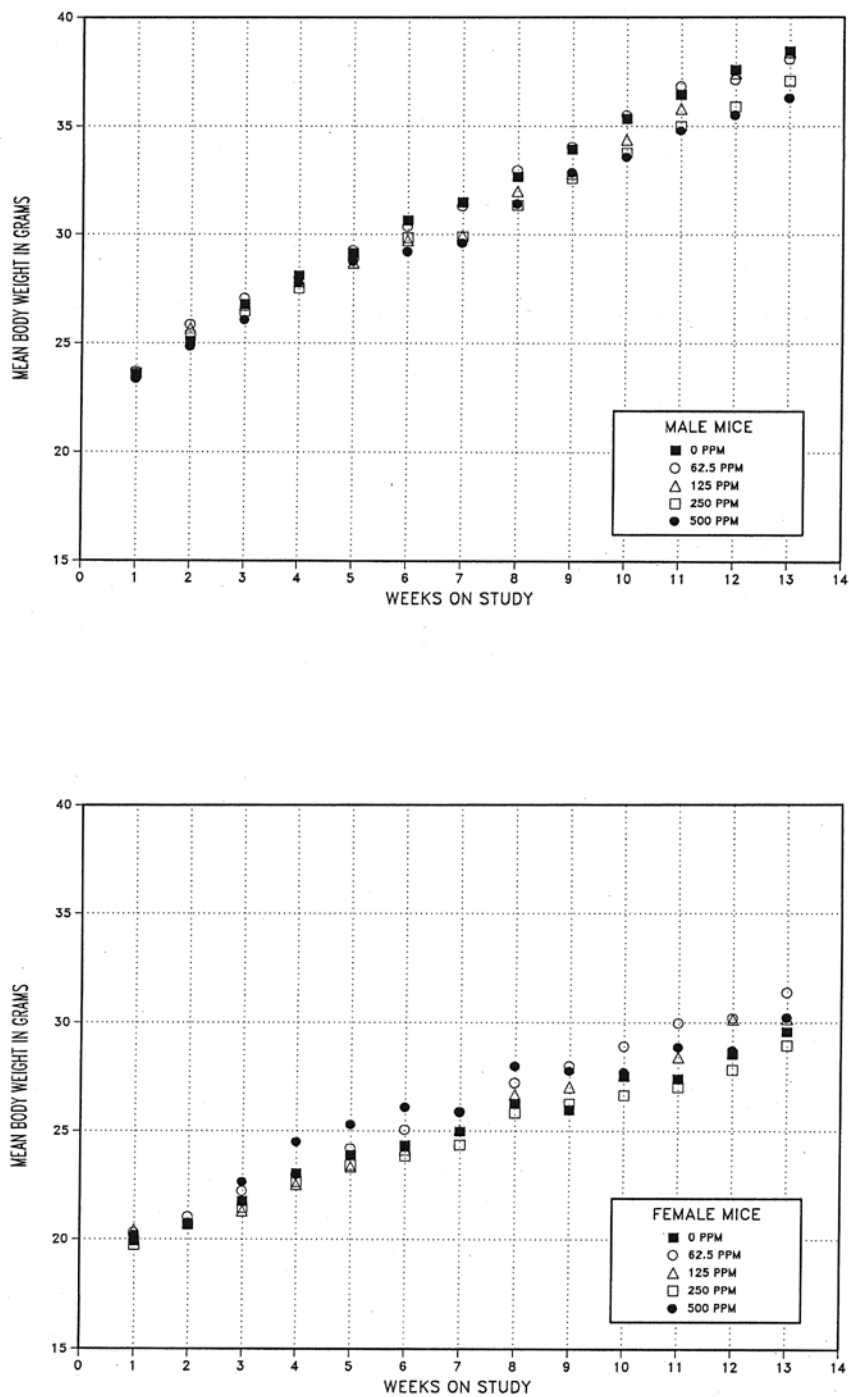 40
35
30
25
20
15
MEAN BODY WEIGHT IN GRAMS
MALE MICE
0 PPM
62.5 PPM
125 PPM
250 PPM
500 PPM
0 1 2 3 4 5 6 7 8 9 10 11 12 13 14
WEEKS ON STUDY
40
35
30
25
20
15
MEAN BODY WEIGHT IN GRAMS
FEMALE MICE
0 PPM
62.5 PPM
125 PPM
250 PPM
500 PPM
0 1 2 3 4 5 6 7 8 9 10 11 12 13 14
WEEKS ON STUDY